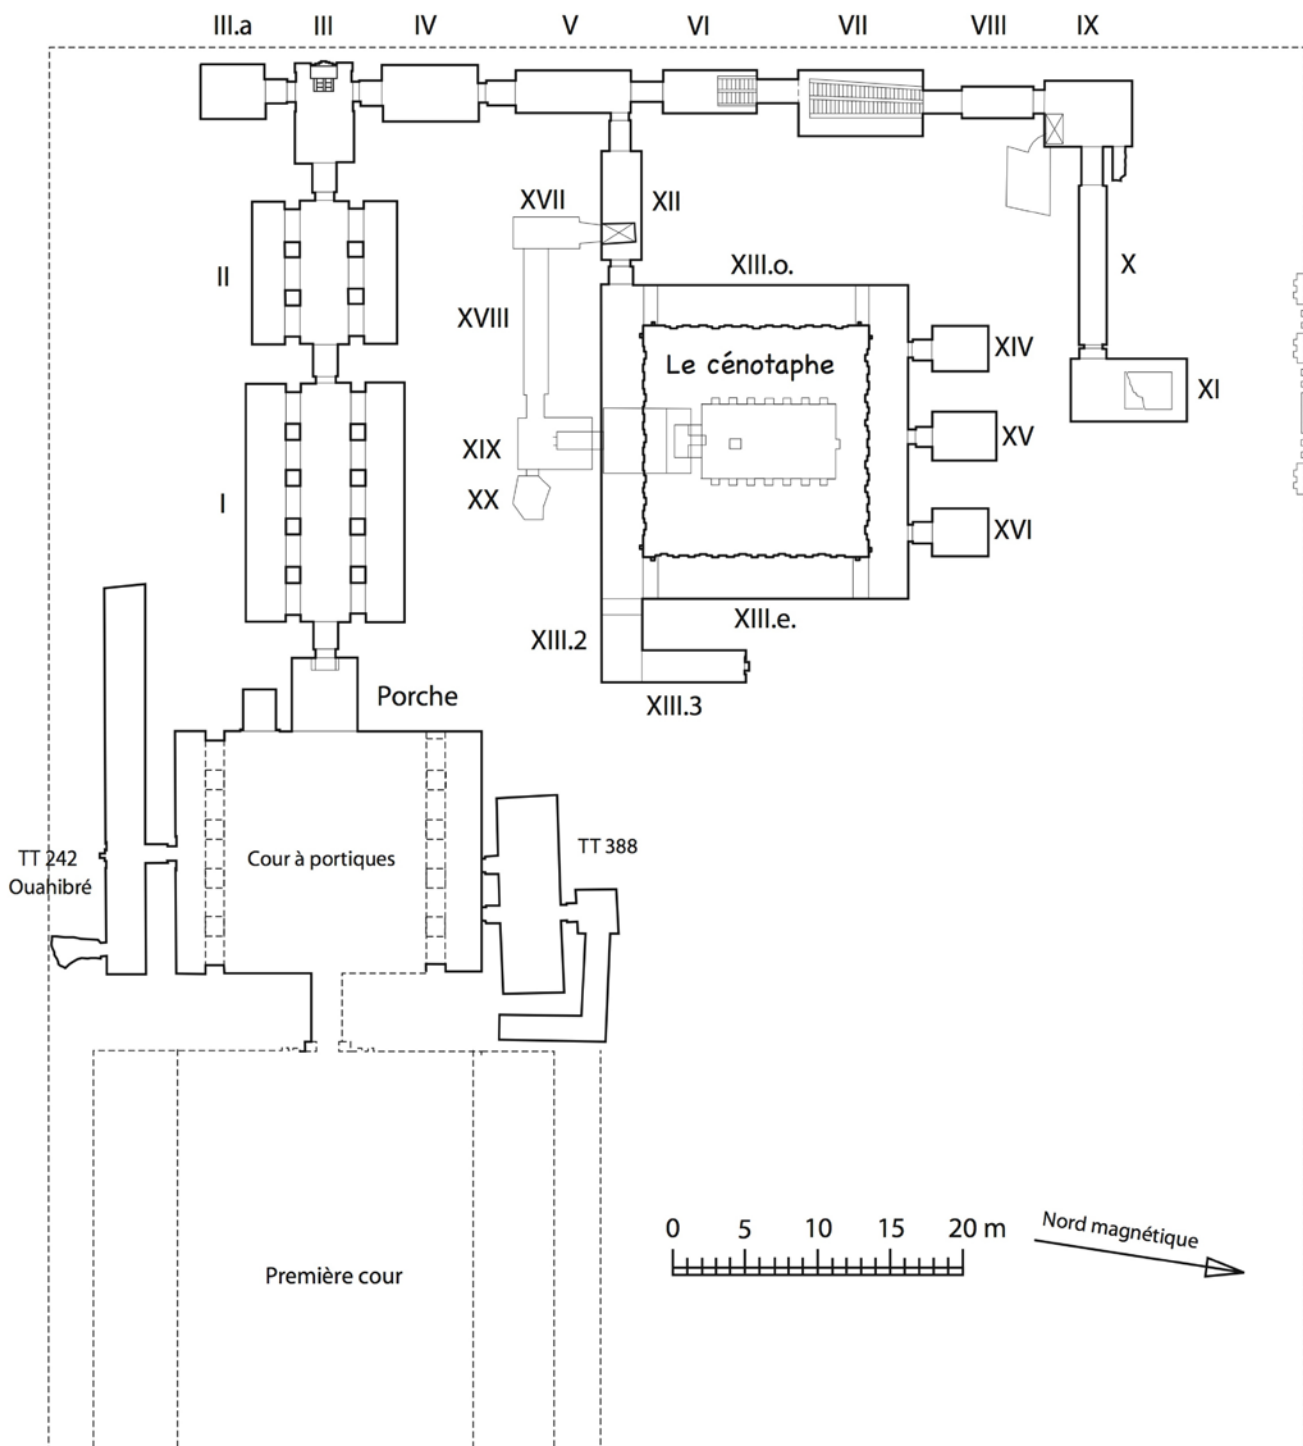 III.a III IV V VI VII VIII IX
XVII
XII
XIII.o.
II
X
XVIII
XIV
Le cénotaphe
XI
XV
XIX
XX
I
XVI
XIII.e.
XIII.2
Porche
XIII.3
TT 242
Ouahibré
Cour à portiques
TT 388
0 5 10 15 20 m
Nord magnétique
Première cour